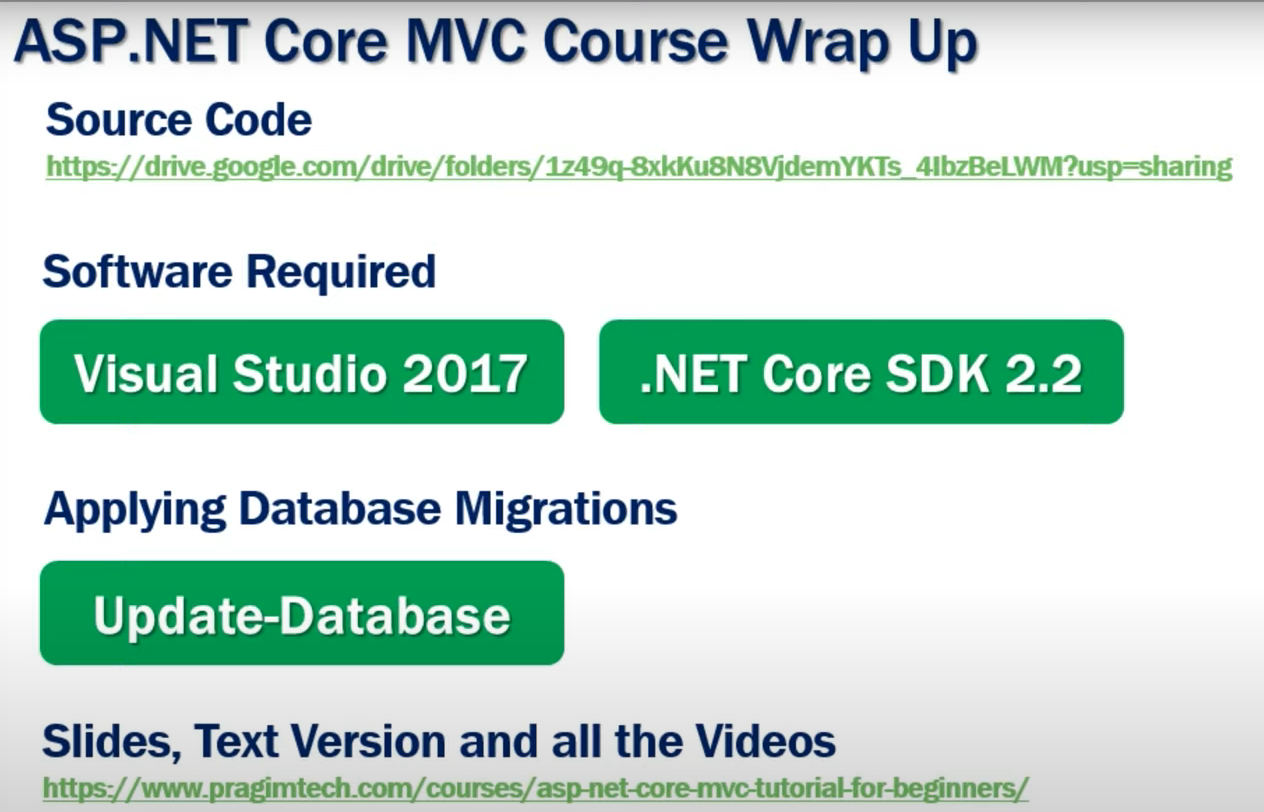 ASP.NET Core MVC Course Wrap Up
Source Code
https://drive.google.com/drive/folders/1z49q-8xkKu8N8VjdemYKTs_4IbzBeLWM?usp=sharing
Software Required
Visual Studio 2017
.NET Core SDK 2.2
Applying Database Migrations
Update-Database
Slides, Text Version and all the Videos
https://www.pragimtech.com/courses/asp-net-core-mvc-tutorial-for-beginners/